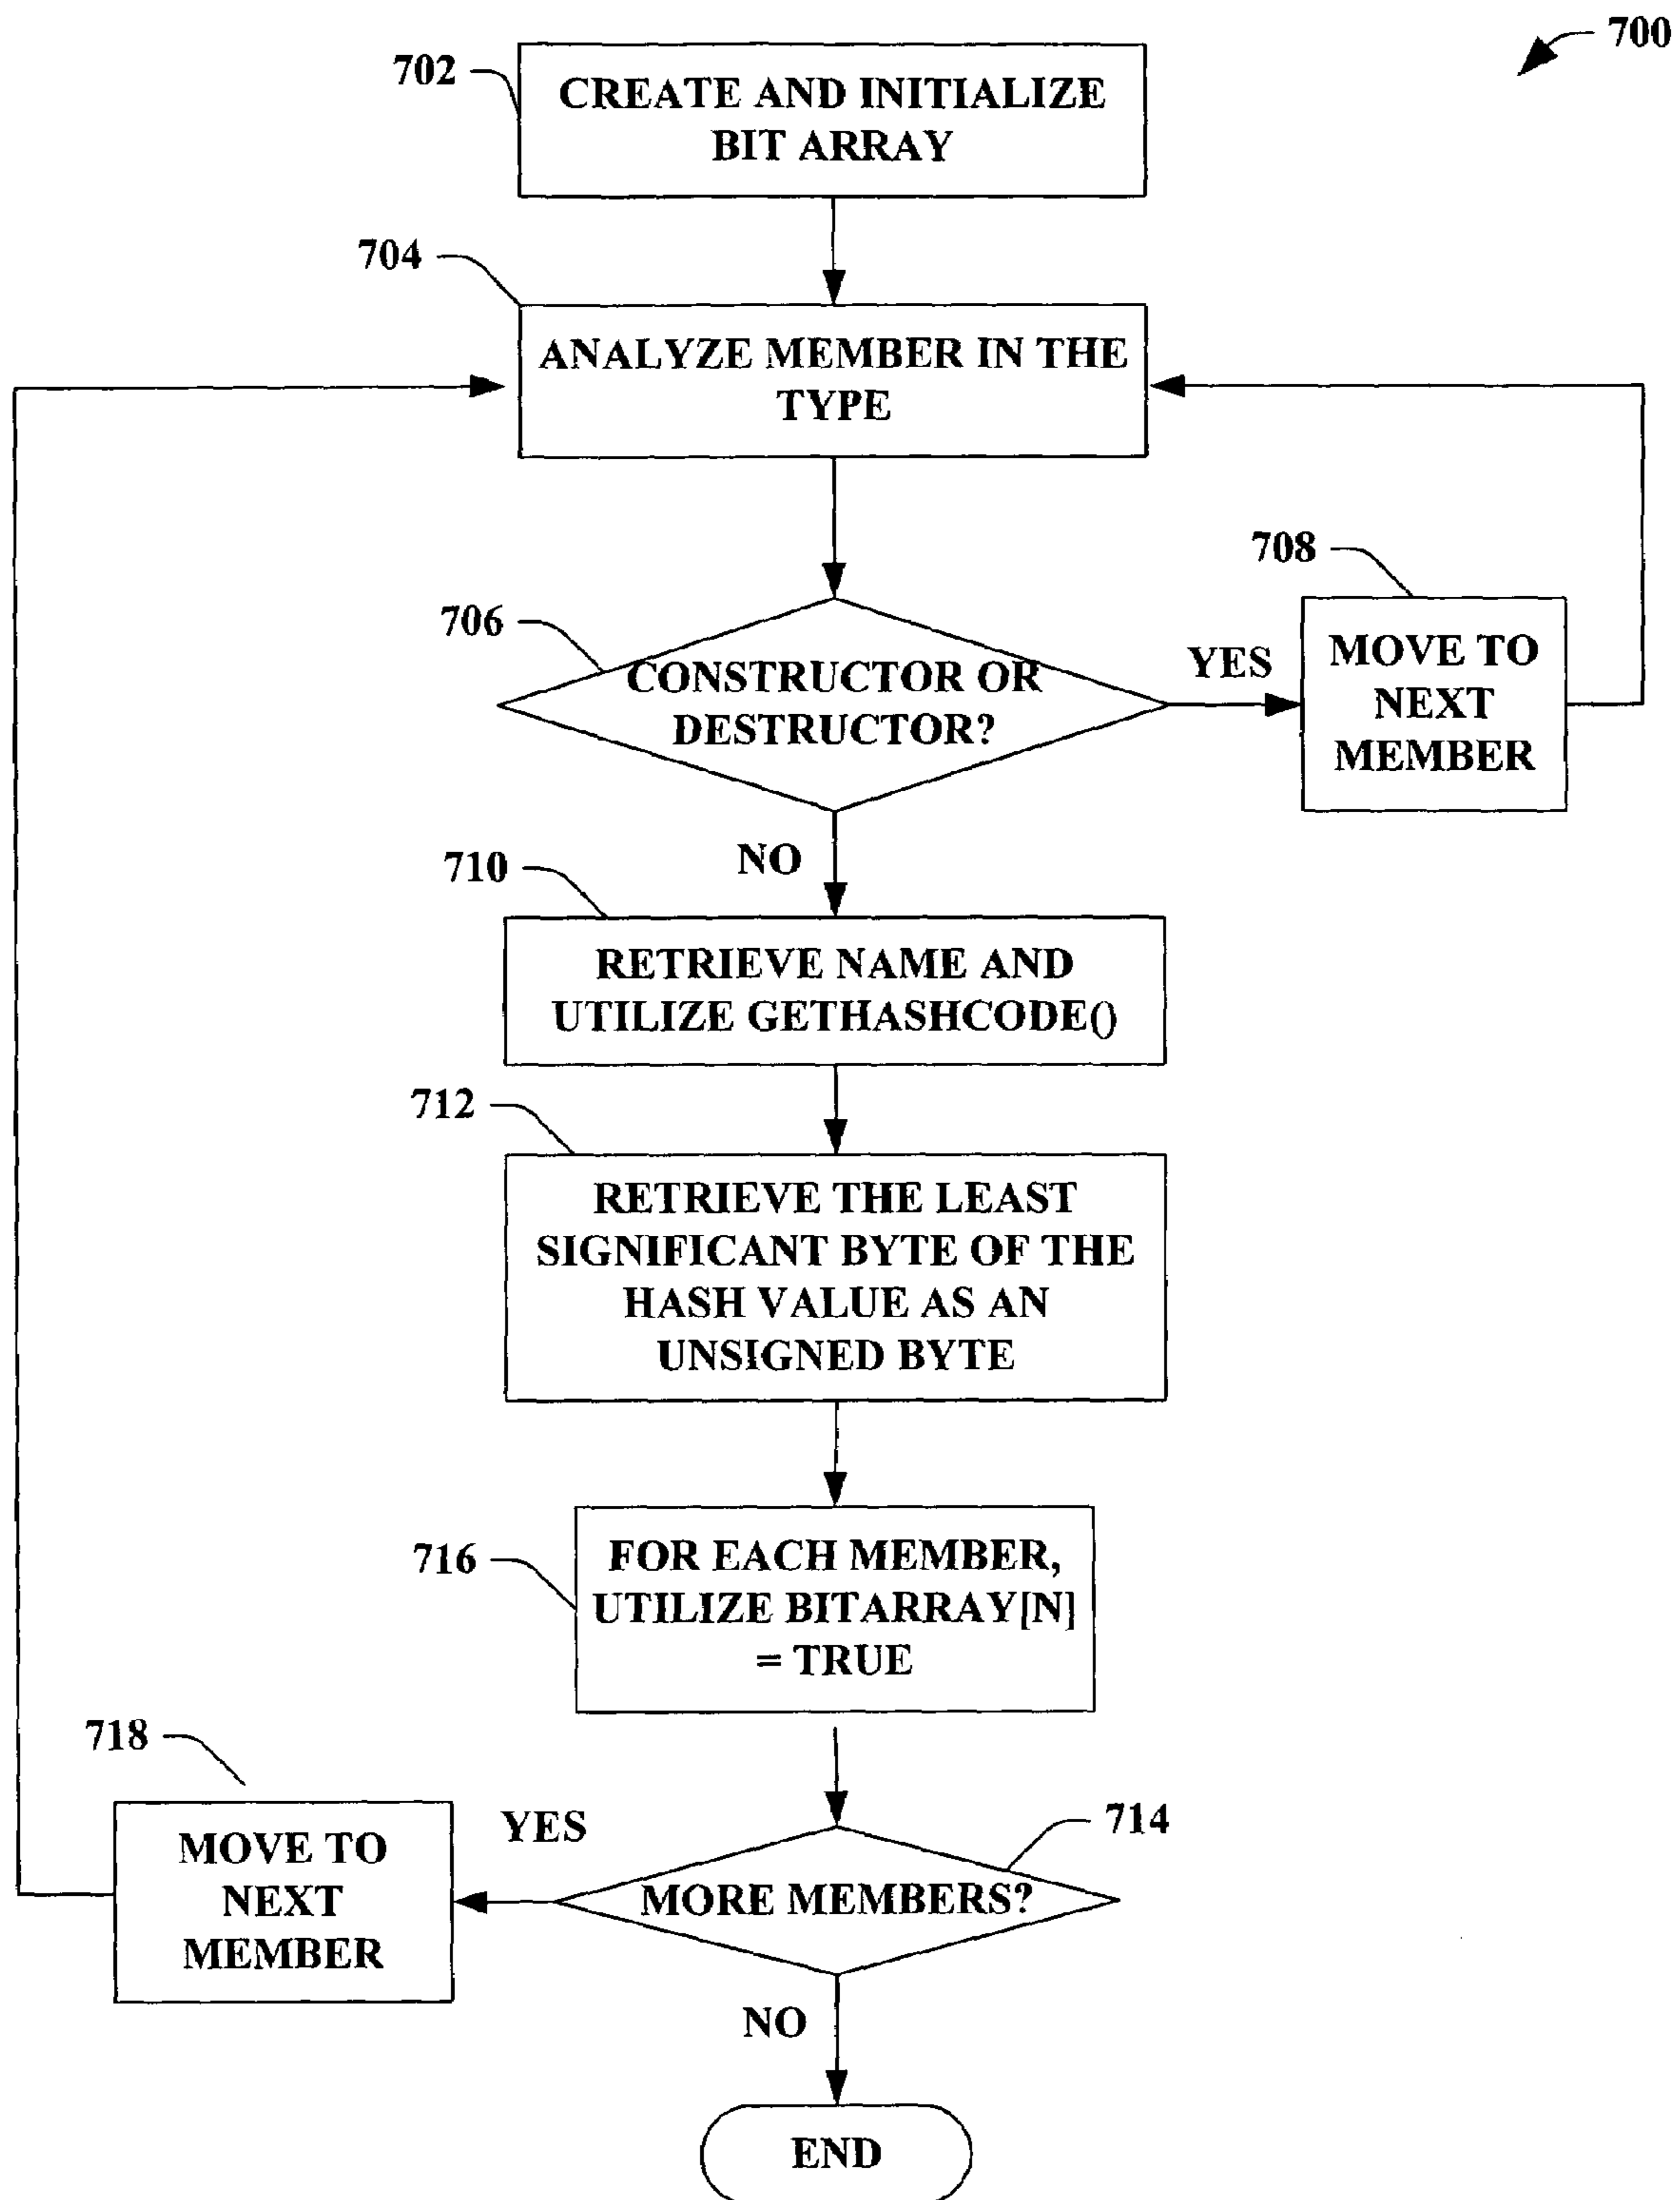 700
702
CREATE AND INITIALIZE
BIT ARRAY
704
ANALYZE MEMBER IN THE
TYPE
706
CONSTRUCTOR OR
DESTRUCTOR?
YES
708
MOVE TO
NEXT
MEMBER
NO
710
RETRIEVE NAME AND
UTILIZE GETHASHCODE()
712
RETRIEVE THE LEAST
SIGNIFICANT BYTE OF THE
HASH VALUE AS AN
UNSIGNED BYTE
716
FOR EACH MEMBER,
UTILIZE BITARRAY[N]
= TRUE
718
MOVE TO
NEXT
MEMBER
YES
714
MORE MEMBERS?
NO
END